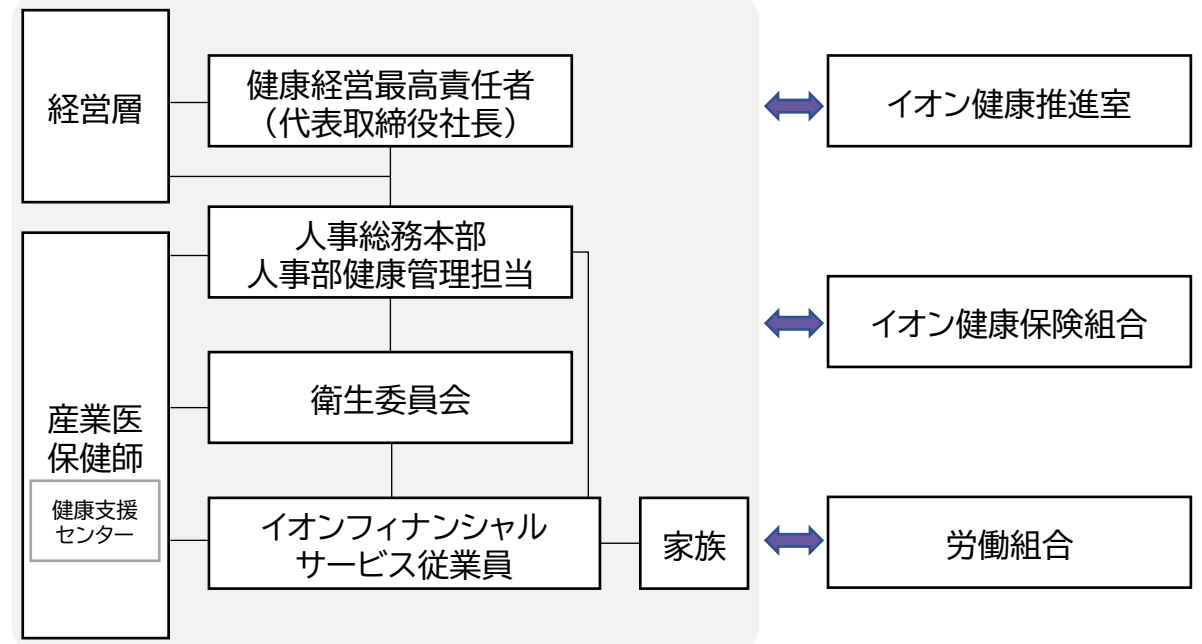 経営層
健康経営最高責任者
（代表取締役社長）
イオン健康推進室
人事総務本部
人事部健康管理担当
イオン健康保険組合
衛生委員会
産業医
保健師
健康支援
センター
イオンフィナンシャル
サービス従業員
家族
労働組合